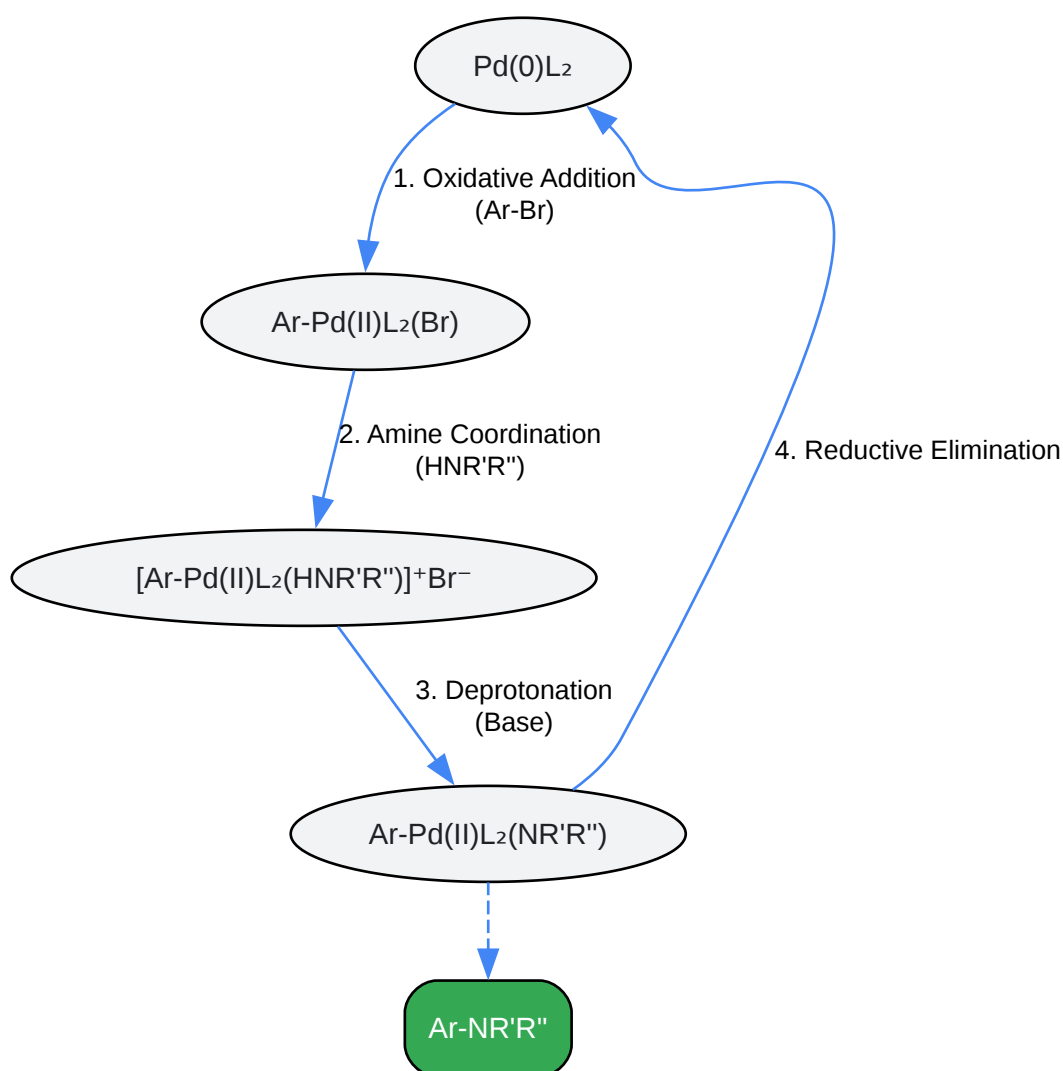 Pd(0)L₂
1. Oxidative Addition
(Ar-Br)
Ar-Pd(II)L₂(Br)
2. Amine Coordination
(HNR'R")
4. Reductive Elimination
[Ar-Pd(II)L₂(HNR'R")]⁺Br⁻
3. Deprotonation
(Base)
Ar-Pd(II)L₂(NR'R")
Ar-NR'R"